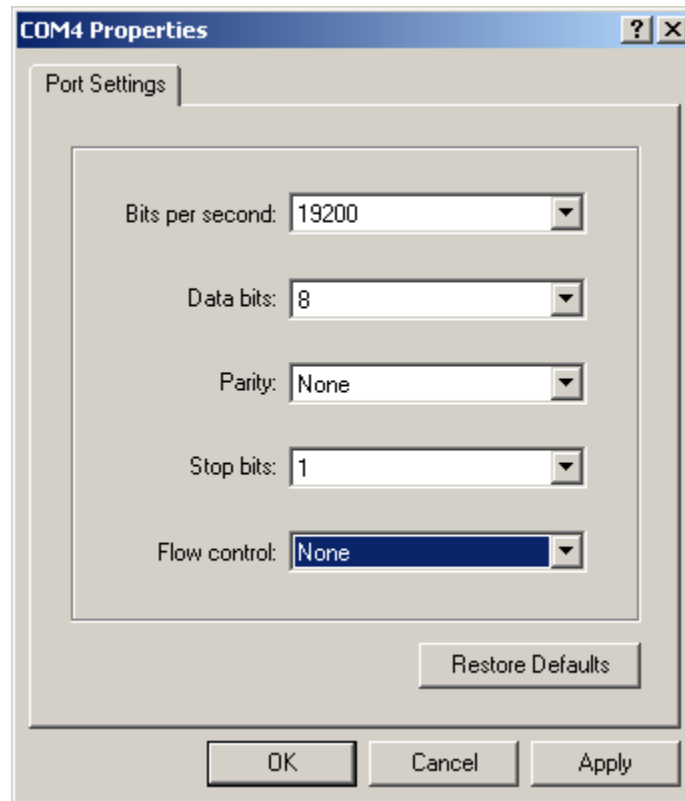 COM4 Properties
Port Settings
Bits per second: 19200
Data bits: 8
Parity: None
Stop bits: 1
Flow control: None
Restore Defaults
OK Cancel Apply